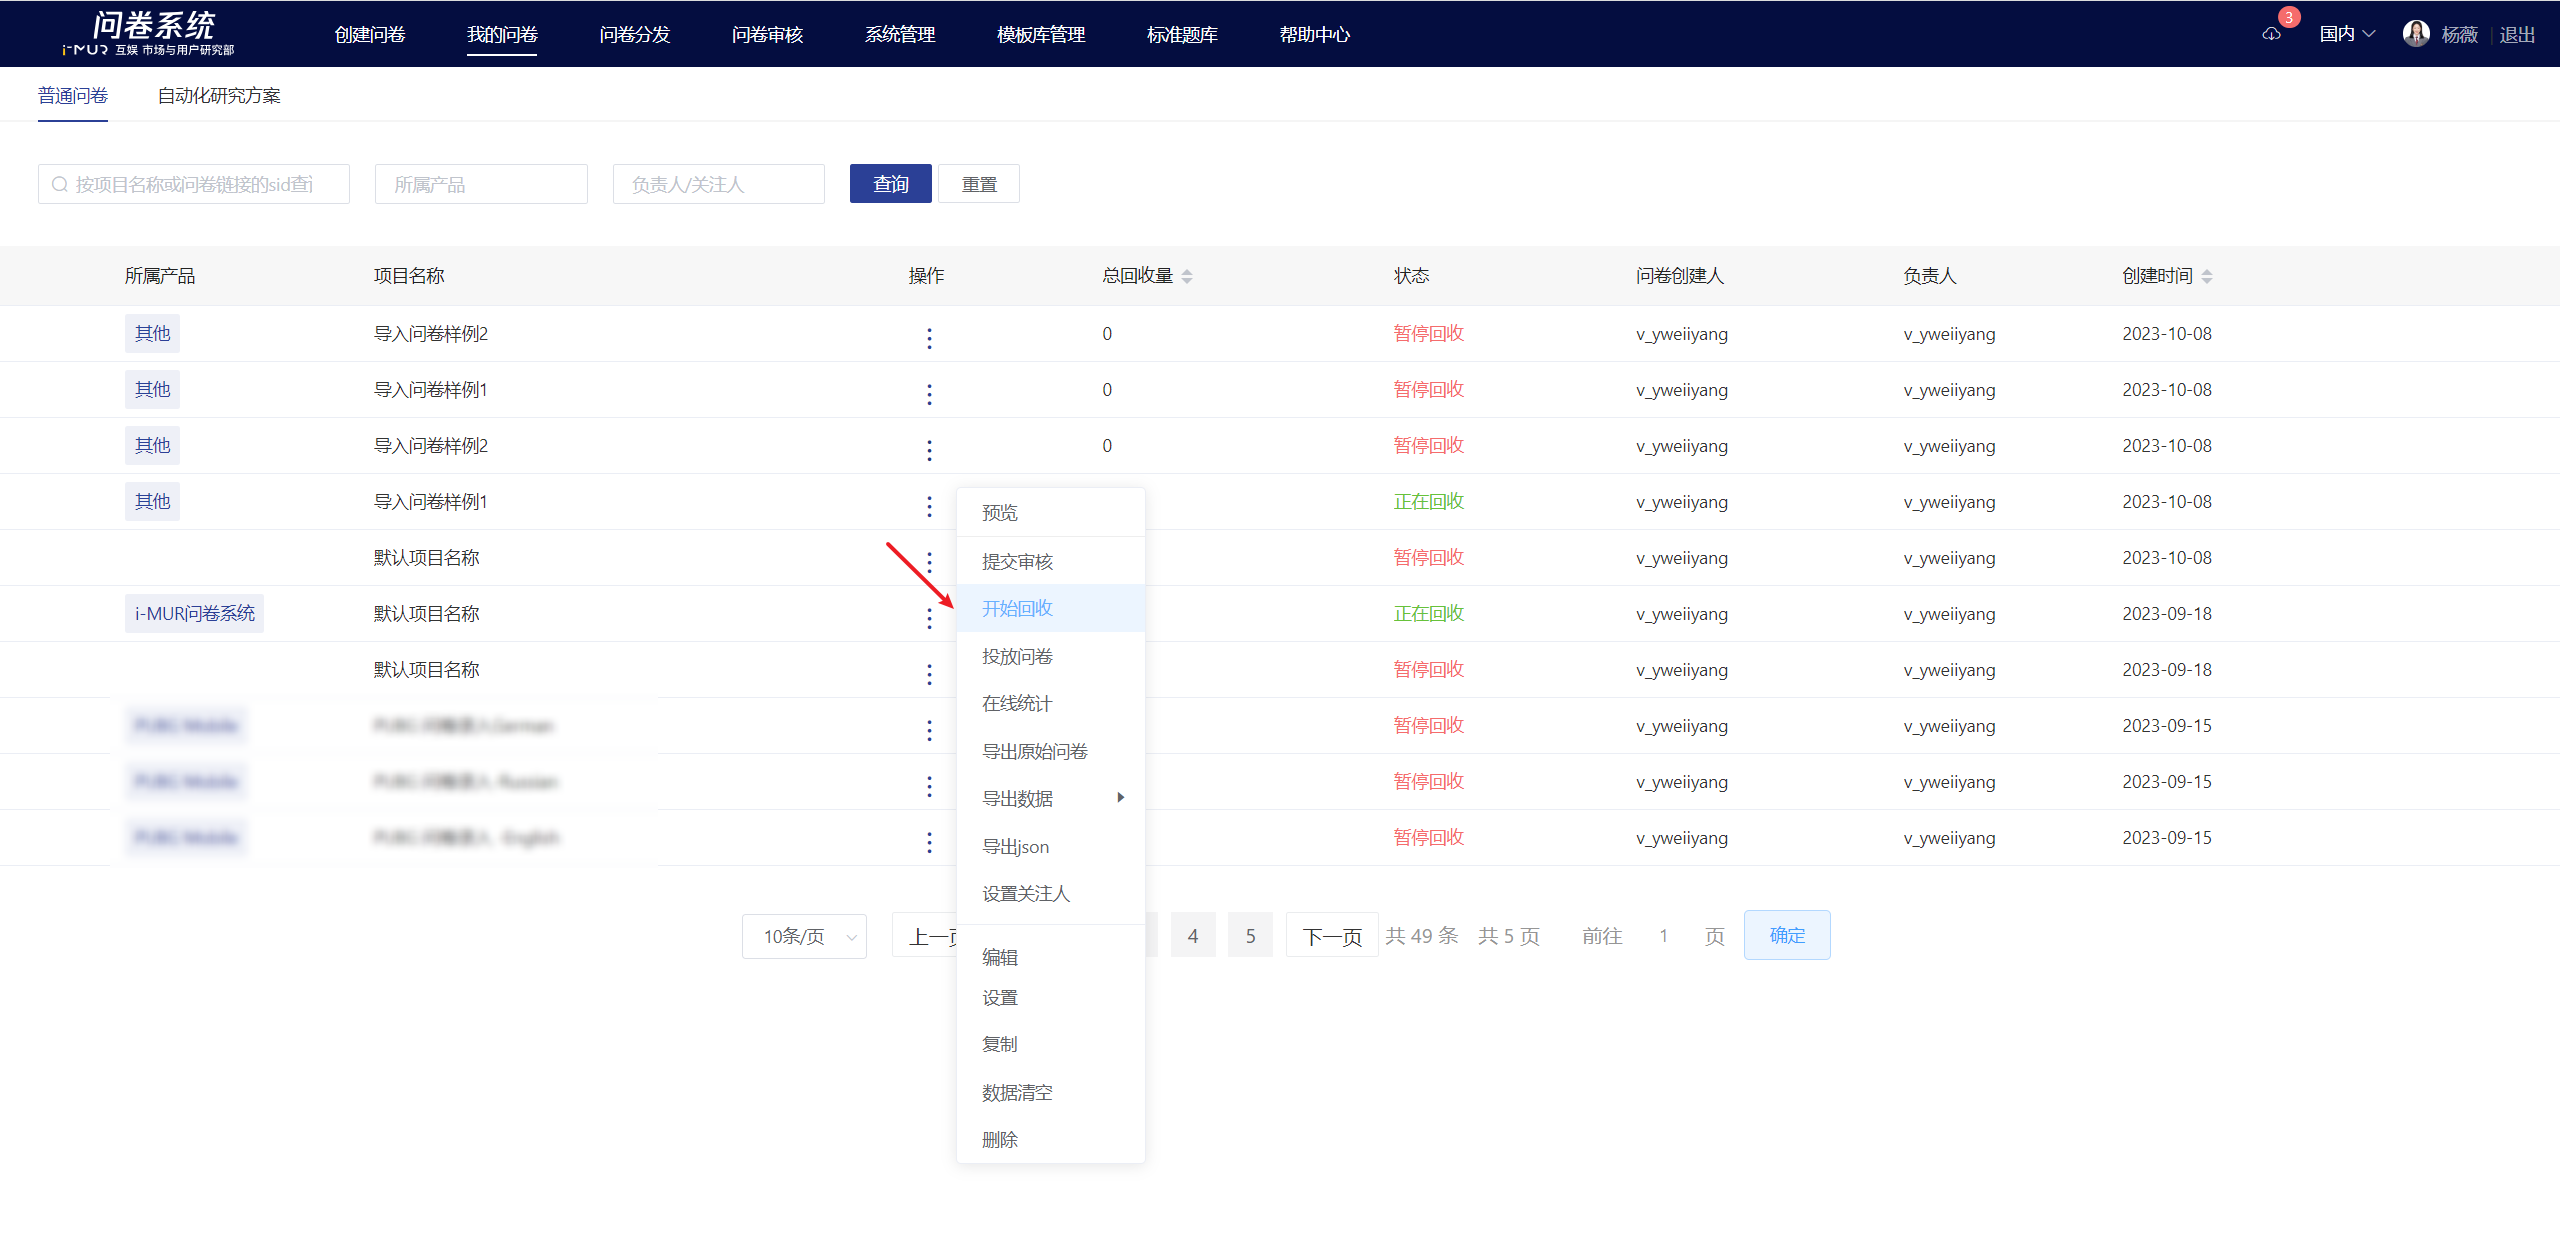 问卷系统
i-MUR 互娱 市场与用户研究部
创建问卷
我的问卷
问卷分发
问卷审核
系统管理
模板库管理
标准题库
帮助中心
3
国内
杨薇
退出
普通问卷
自动化研究方案
按项目名称或问卷链接的sid查询
所属产品
负责人/关注人
查询
重置
所属产品 项目名称 操作 总回收量 状态 问卷创建人 负责人 创建时间
其他 导入问卷样例2 0 暂停回收 v_yweiiyang v_yweiiyang 2023-10-08
其他 导入问卷样例1 0 暂停回收 v_yweiiyang v_yweiiyang 2023-10-08
其他 导入问卷样例2 0 暂停回收 v_yweiiyang v_yweiiyang 2023-10-08
其他 导入问卷样例1 正在回收 v_yweiiyang v_yweiiyang 2023-10-08
默认项目名称 暂停回收 v_yweiiyang v_yweiiyang 2023-10-08
i-MUR问卷系统 默认项目名称 正在回收 v_yweiiyang v_yweiiyang 2023-09-18
默认项目名称 暂停回收 v_yweiiyang v_yweiiyang 2023-09-18
暂停回收 v_yweiiyang v_yweiiyang 2023-09-15
暂停回收 v_yweiiyang v_yweiiyang 2023-09-15
暂停回收 v_yweiiyang v_yweiiyang 2023-09-15
预览
提交审核
开始回收
投放问卷
在线统计
导出原始问卷
导出数据
导出json
设置关注人
编辑
设置
复制
数据清空
删除
10条/页 上一页 4 5 下一页 共 49 条 共 5 页 前往 1 页 确定